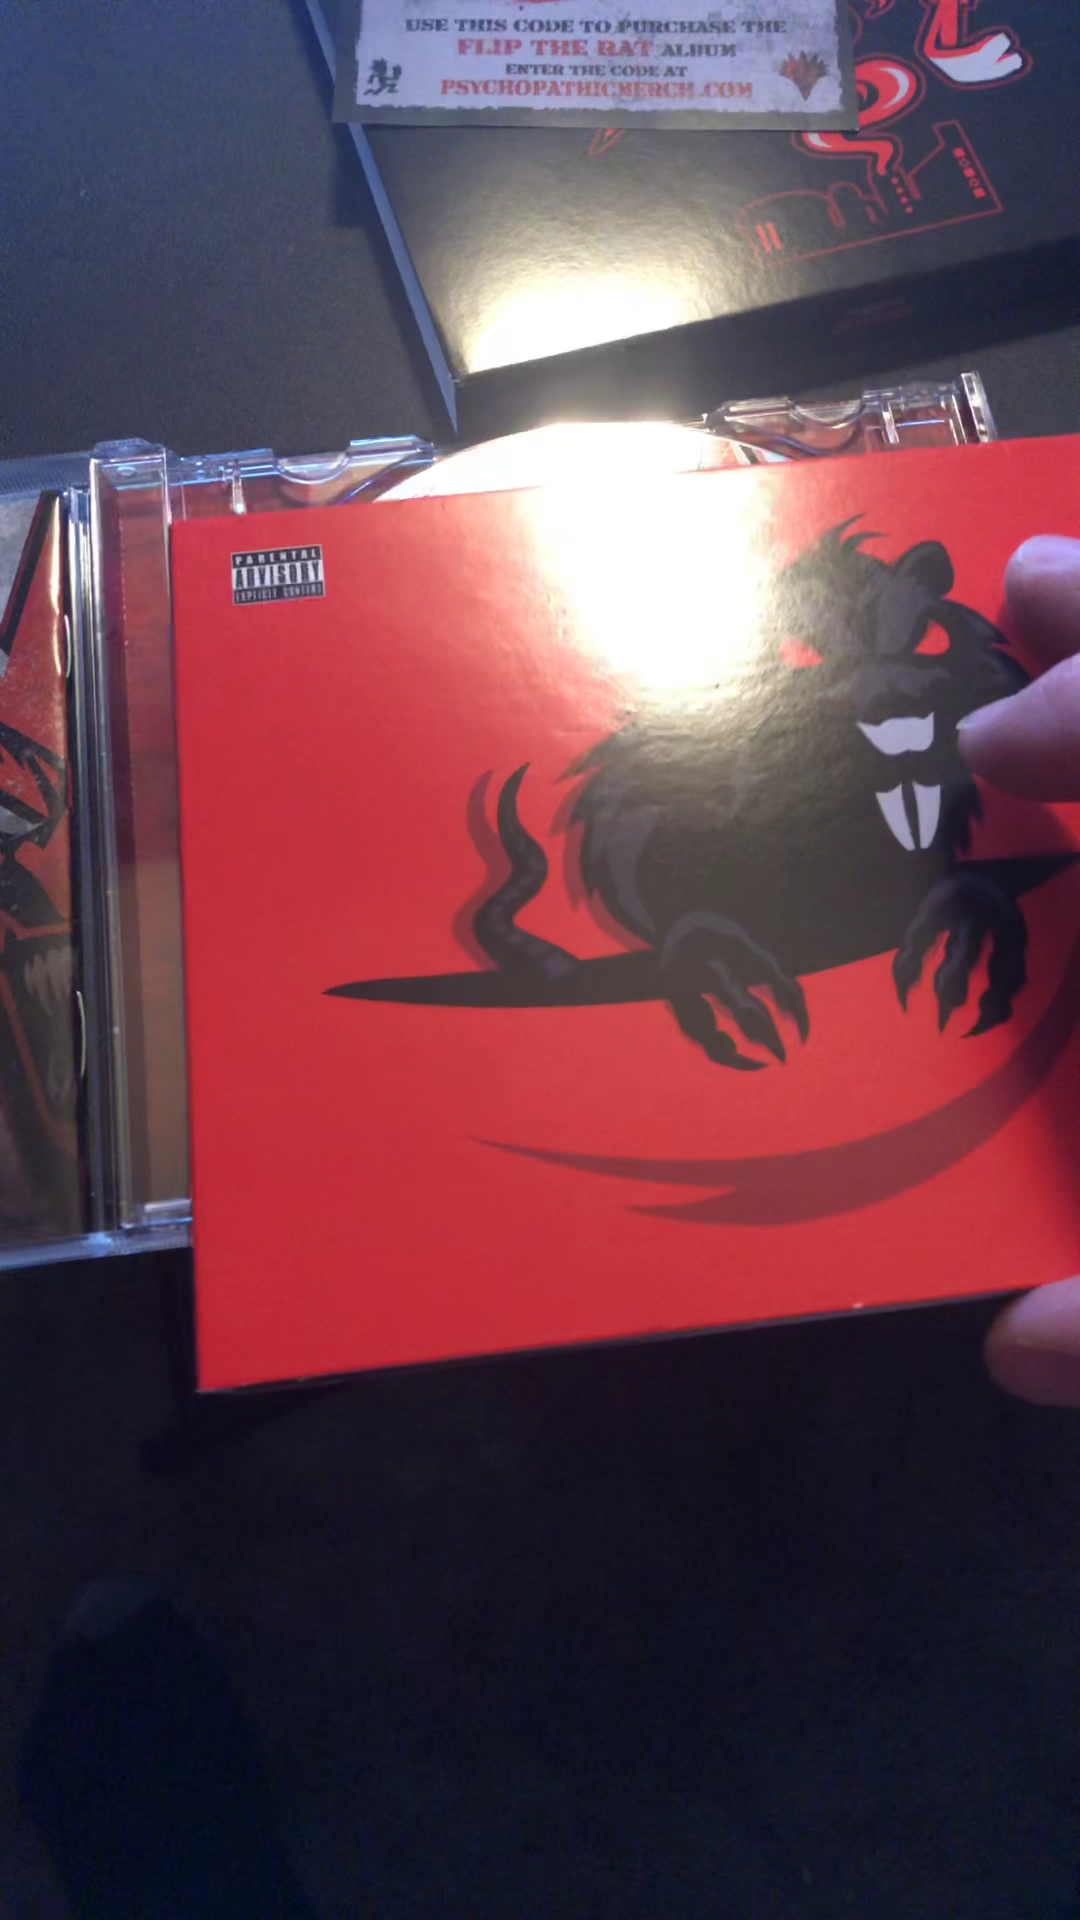 USE THIS CODE TO PURCHASE THE
FLIP THE RAT ALBUM
ENTER THE CODE AT
PSYCHOPATHICMERCH.COM
PARENTAL
ADVISORY
EXPLICIT CONTENT